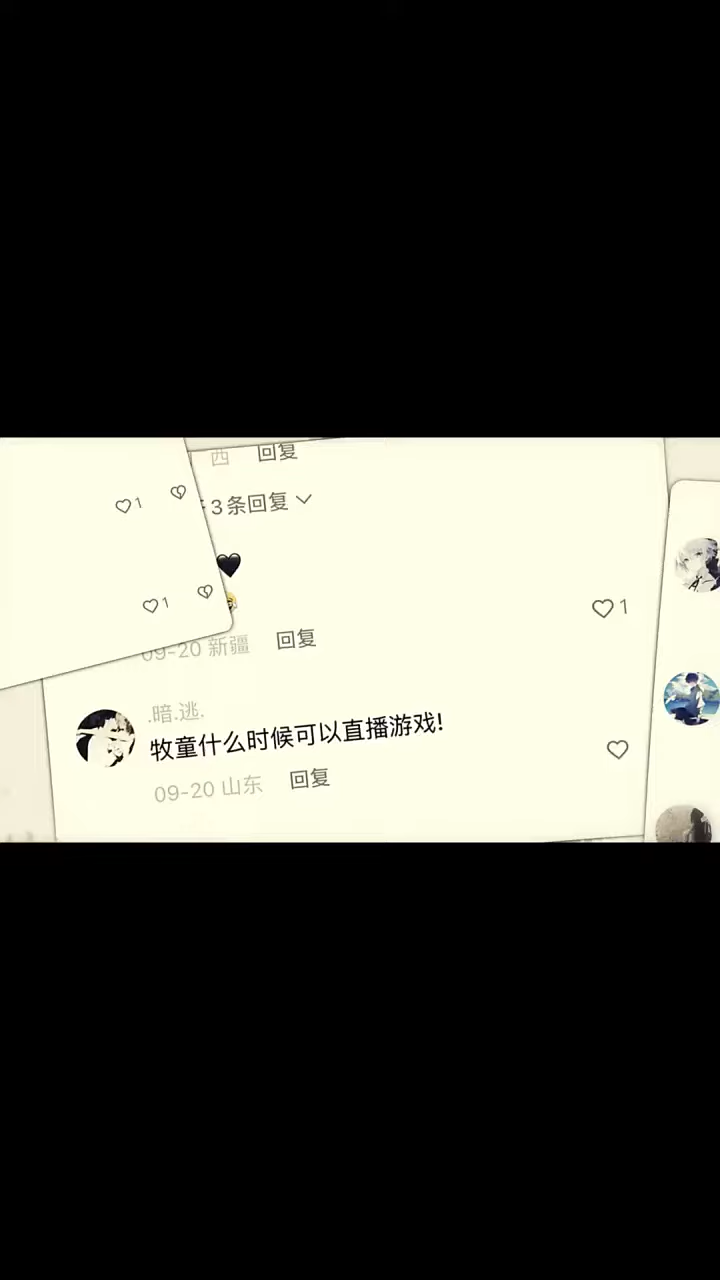 西 回复
3条回复
1
1
1
09-20 新疆 回复
.暗.逃.
牧童什么时候可以直播游戏!
09-20 山东 回复